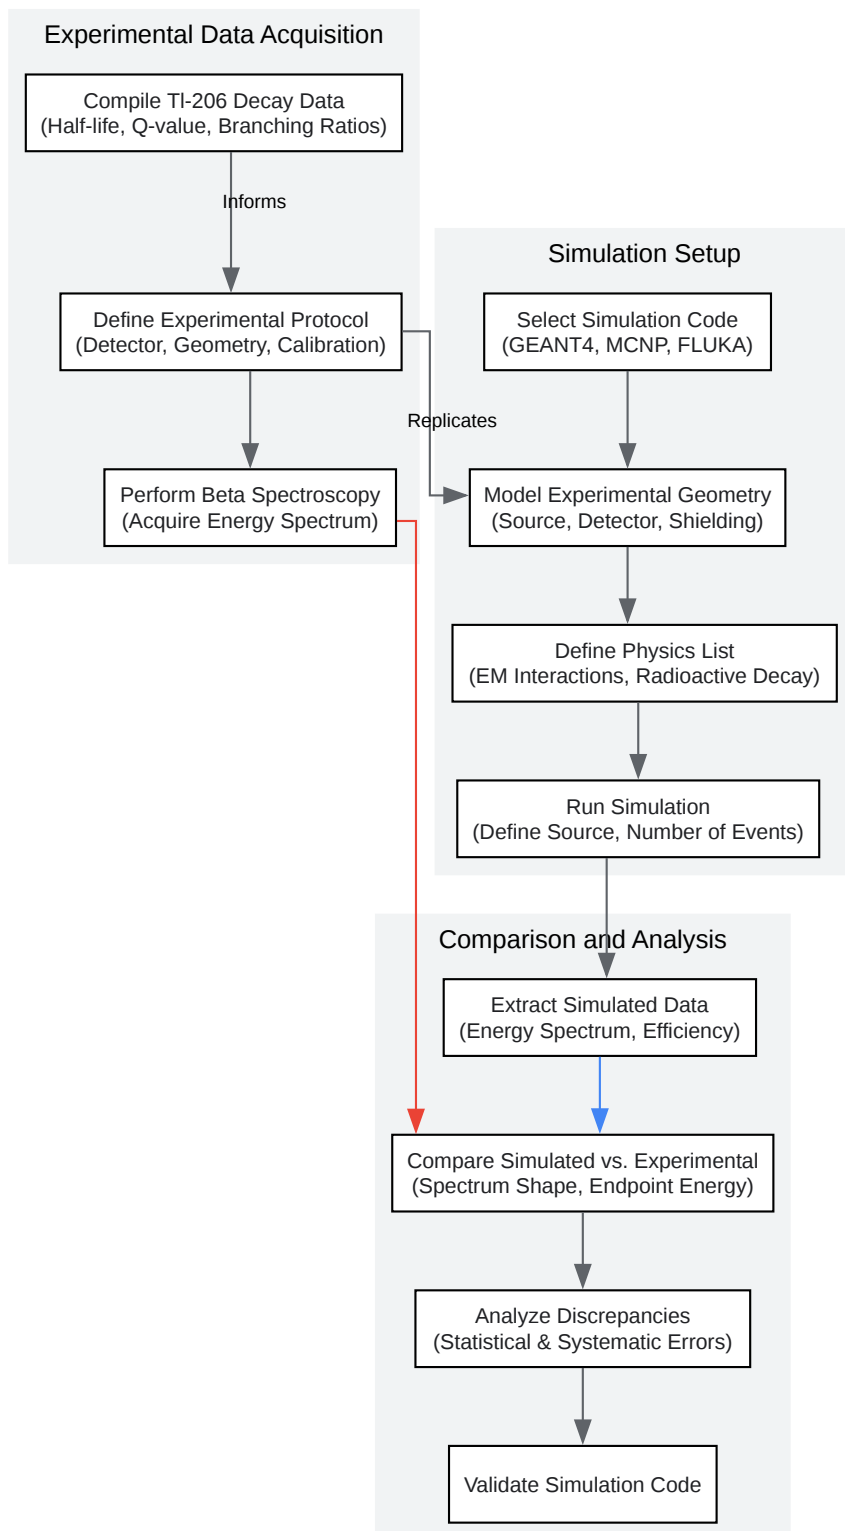 Experimental Data Acquisition
Compile Tl-206 Decay Data
(Half-life, Q-value, Branching Ratios)
Informs
Define Experimental Protocol
(Detector, Geometry, Calibration)
Replicates
Perform Beta Spectroscopy
(Acquire Energy Spectrum)
Simulation Setup
Select Simulation Code
(GEANT4, MCNP, FLUKA)
Model Experimental Geometry
(Source, Detector, Shielding)
Define Physics List
(EM Interactions, Radioactive Decay)
Run Simulation
(Define Source, Number of Events)
Comparison and Analysis
Extract Simulated Data
(Energy Spectrum, Efficiency)
Compare Simulated vs. Experimental
(Spectrum Shape, Endpoint Energy)
Analyze Discrepancies
(Statistical & Systematic Errors)
Validate Simulation Code